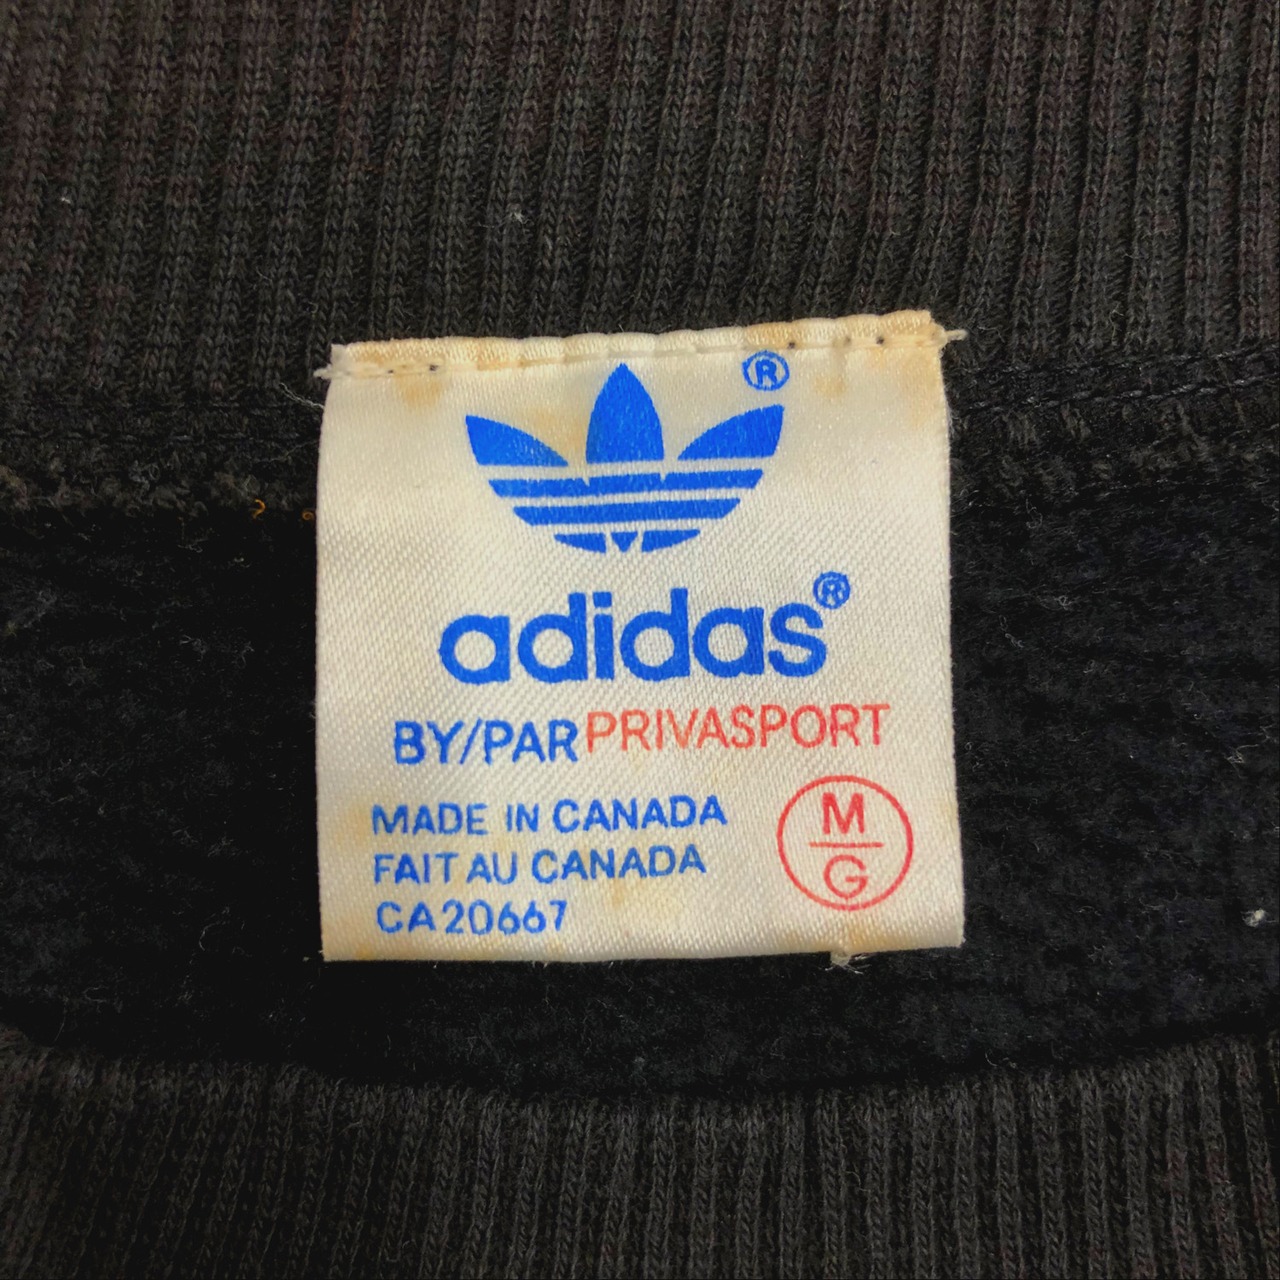 ®
adidas®
BY/PAR PRIVASPORT
MADE IN CANADA
FAIT AU CANADA
CA20667
M
G